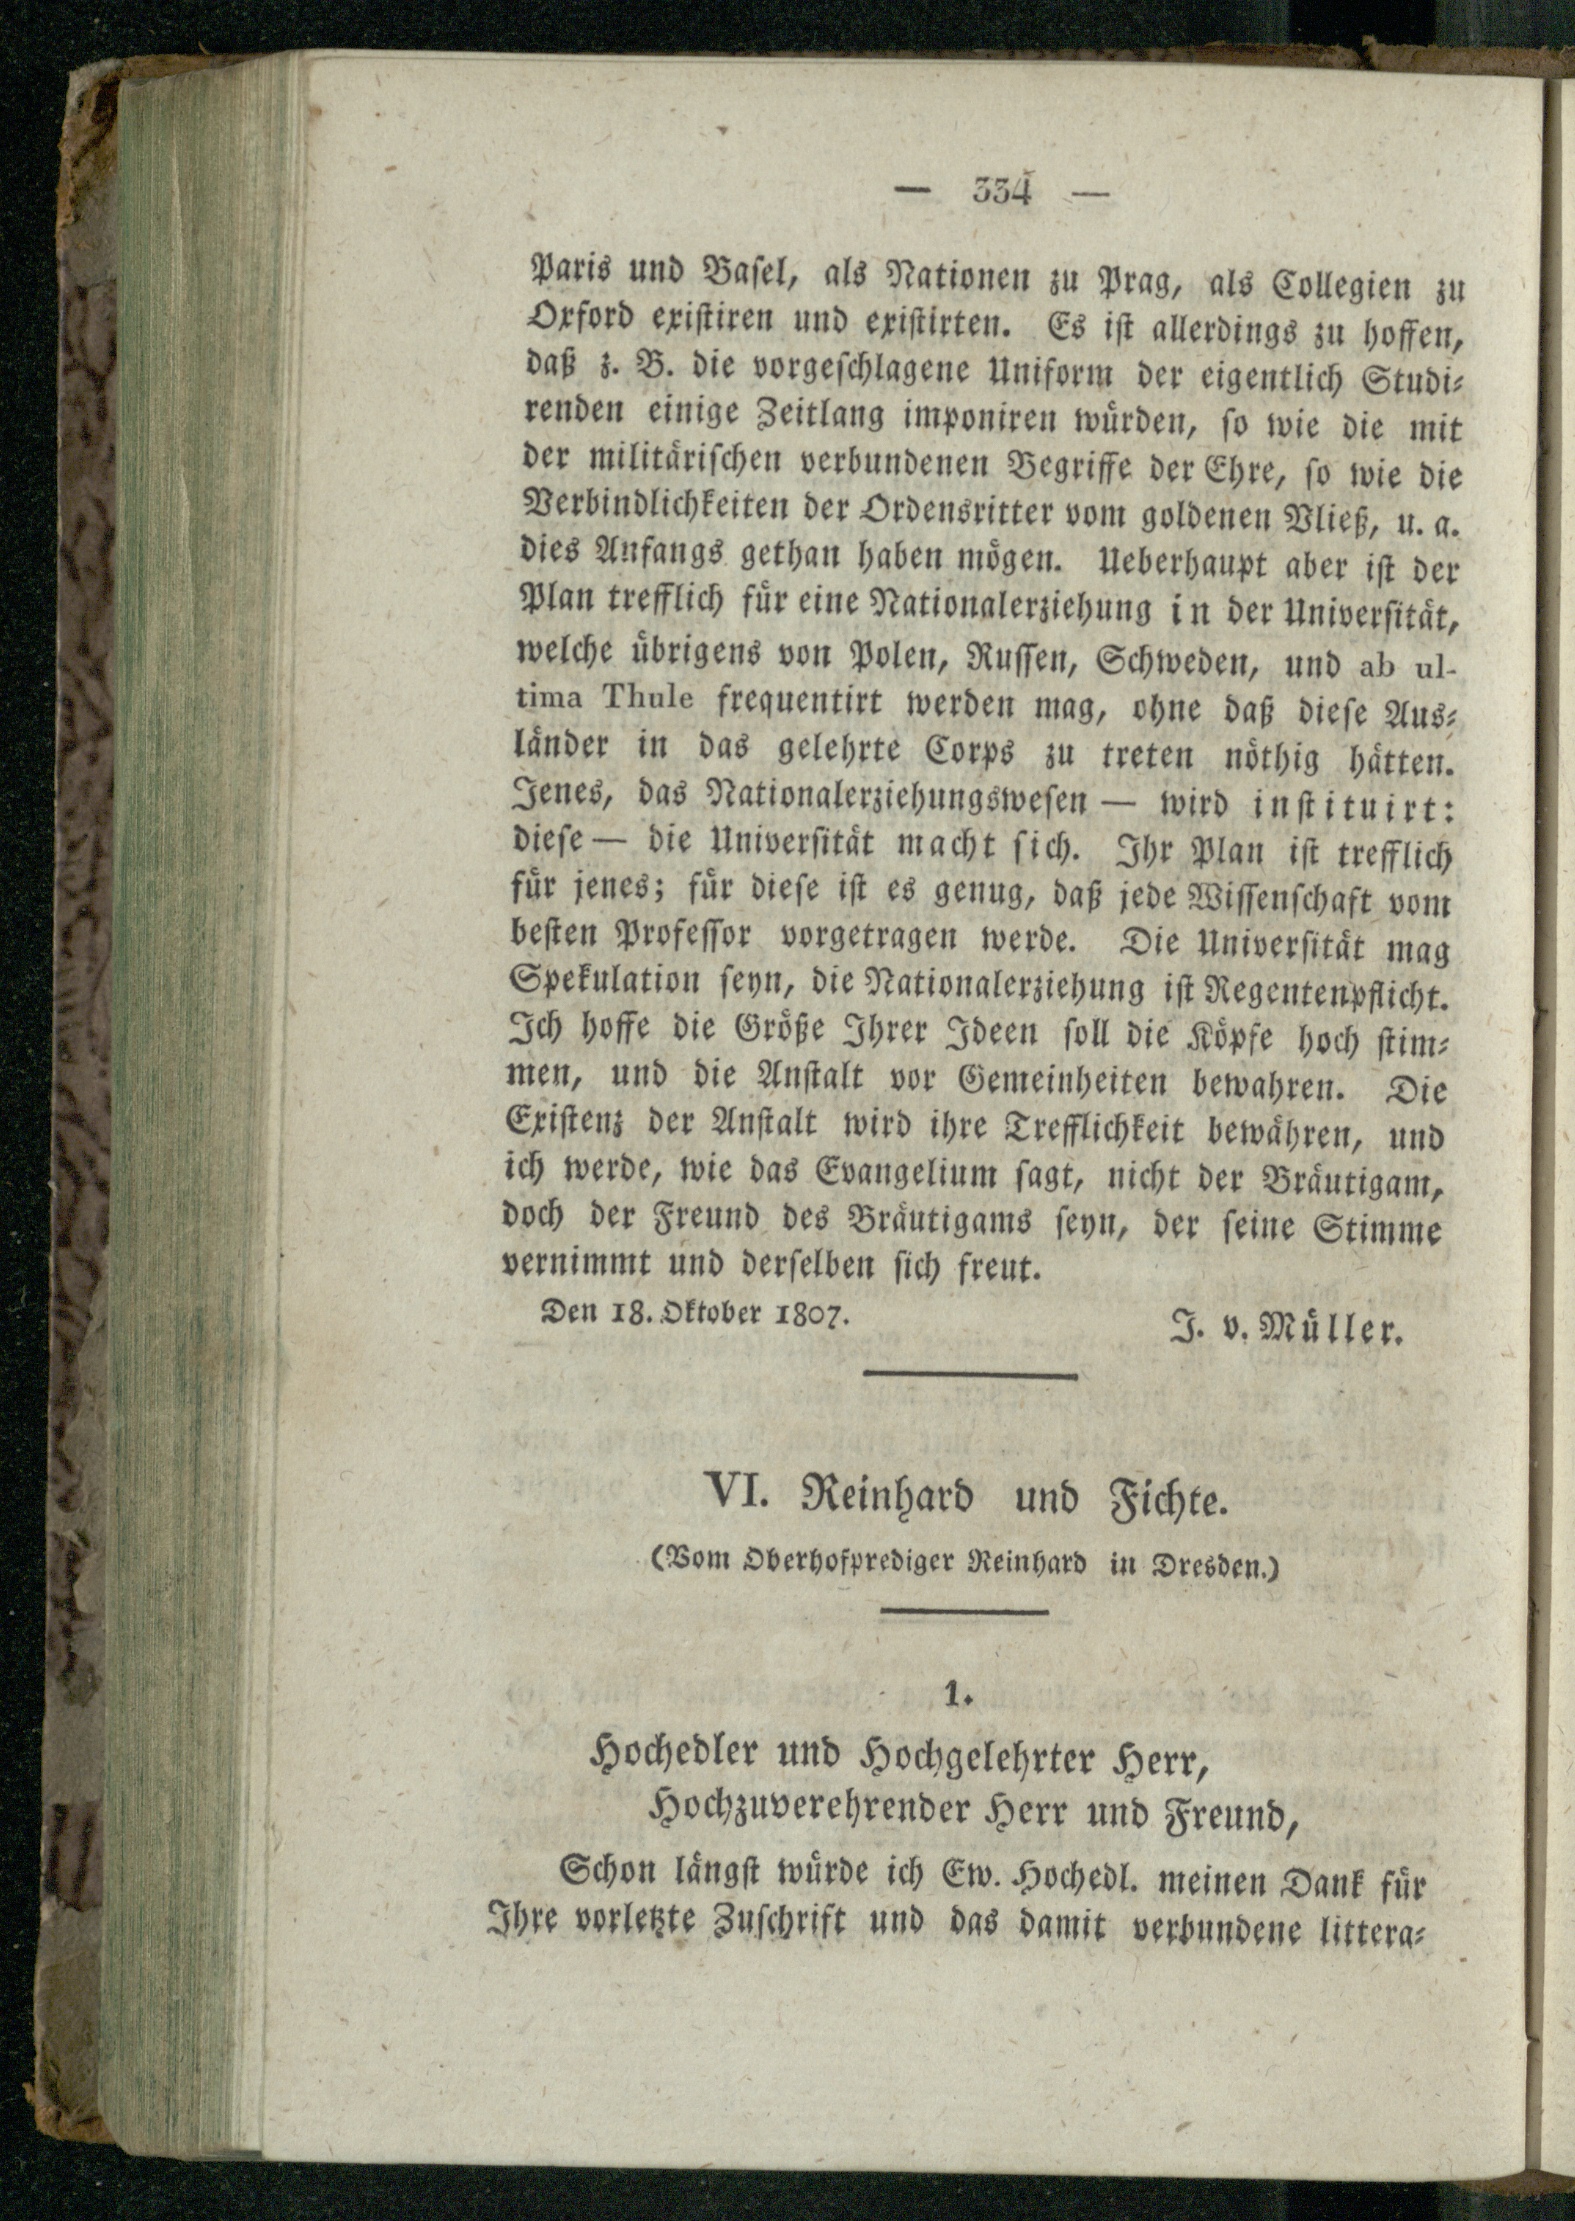 — 334 —
Paris und Basel, als Nationen zu Prag, als Collegien zu
Oxford existiren und existirten. Es ist allerdings zu hoffen,
daß z. B. die vorgeschlagene Uniform der eigentlich Studi-
renden einige Zeitlang imponiren würden, so wie die mit
der militärischen verbundenen Begriffe der Ehre, so wie die
Verbindlichkeiten der Ordensritter vom goldenen Vließ, u. a.
dies Anfangs gethan haben mögen. Ueberhaupt aber ist der
Plan trefflich für eine Nationalerziehung in der Universität,
welche übrigens von Polen, Russen, Schweden, und ab ul-
tima Thule frequentirt werden mag, ohne daß diese Aus-
länder in das gelehrte Corps zu treten nöthig hätten.
Jenes, das Nationalerziehungswesen — wird instituirt:
diese — die Universität macht sich. Ihr Plan ist trefflich
für jenes; für diese ist es genug, daß jede Wissenschaft vom
besten Professor vorgetragen werde. Die Universität mag
Spekulation seyn, die Nationalerziehung ist Regentenpflicht.
Ich hoffe die Größe Ihrer Ideen soll die Köpfe hoch stim-
men, und die Anstalt vor Gemeinheiten bewahren. Die
Existenz der Anstalt wird ihre Trefflichkeit bewähren, und
ich werde, wie das Evangelium sagt, nicht der Bräutigam,
doch der Freund des Bräutigams seyn, der seine Stimme
vernimmt und derselben sich freut.
Den 18. Oktober 1807.
J. v. Müller.
VI. Reinhard und Fichte.
(Vom Oberhofprediger Reinhard in Dresden.)
1.
Hochedler und Hochgelehrter Herr,
Hochzuverehrender Herr und Freund,
Schon längst würde ich Ew. Hochedl. meinen Dank für
Ihre vorletzte Zuschrift und das damit verbundene littera-